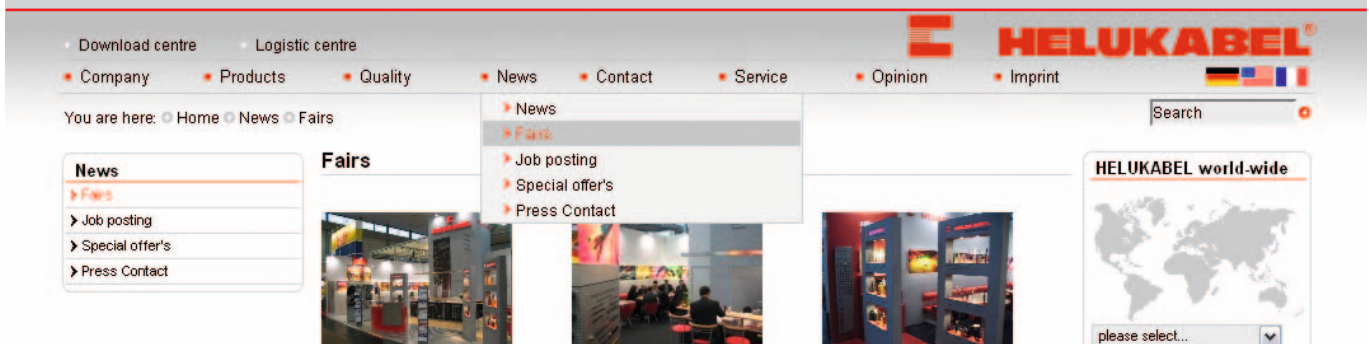 Download centre Logistic centre
HELUKABEL®
Company Products Quality News Contact Service Opinion Imprint
You are here: Home News Fairs
Search
News
Fairs
Job posting
Special offer's
Press Contact
News
Fairs
Job posting
Special offer's
Press Contact
Fairs
HELUKABEL world-wide
please select...